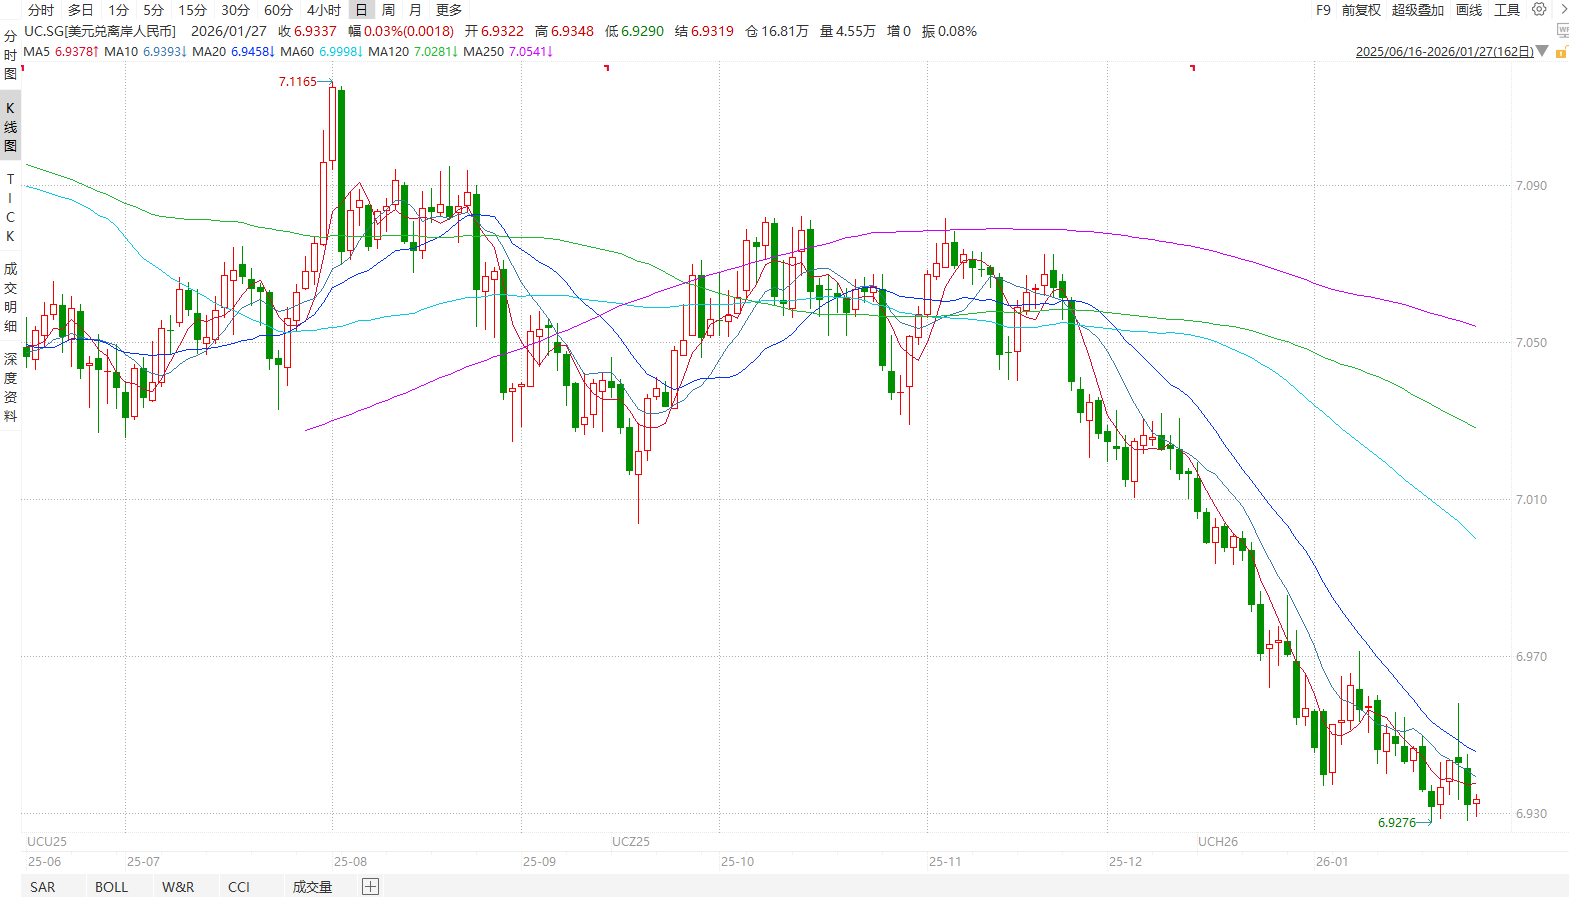 分时 多日 1分 5分 15分 30分 60分 4小时 日 周 月 更多 F9 前复权 超级叠加 画线 工具
UC.SG[美元兑离岸人民币] 2026/01/27 收 6.9337 幅 0.03%(0.0018) 开 6.9322 高 6.9348 低 6.9290 结 6.9319 仓 16.81万 量 4.55万 增 0 振 0.08%
MA5 6.9378↑ MA10 6.9393↓ MA20 6.9458↓ MA60 6.9998↓ MA120 7.0281↓ MA250 7.0541↓ 2025/06/16-2026/01/27(162日)
分时图
K线图
TICK
成交明细
深度资料
7.1165
7.090
7.050
7.010
6.970
6.930
6.9276
UCU25 UCZ25 UCH26
25-06 25-07 25-08 25-09 25-10 25-11 25-12 26-01
SAR BOLL W&R CCI 成交量